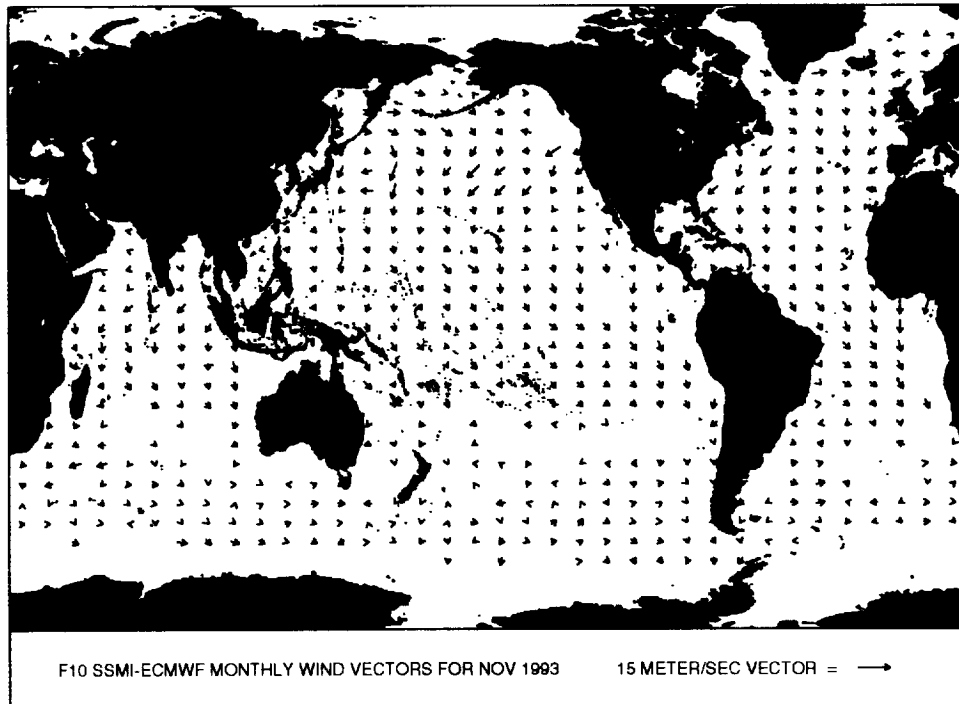 F10 SSMI-ECMWF MONTHLY WIND VECTORS FOR NOV 1993 15 METER/SEC VECTOR =